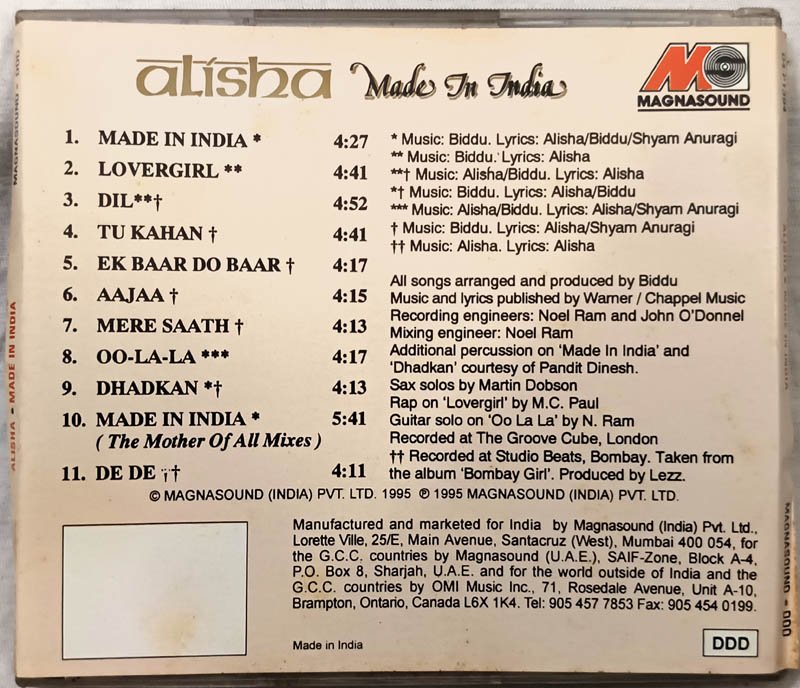 alisha Made In India
MAGNASOUND
1. MADE IN INDIA * 4:27
2. LOVERGIRL ** 4:41
3. DIL**† 4:52
4. TU KAHAN † 4:41
5. EK BAAR DO BAAR † 4:17
6. AAJAA † 4:15
7. MERE SAATH † 4:13
8. OO-LA-LA *** 4:17
9. DHADKAN *† 4:13
10. MADE IN INDIA * 5:41
( The Mother Of All Mixes )
11. DE DE ¡† 4:11
* Music: Biddu. Lyrics: Alisha/Biddu/Shyam Anuragi
** Music: Biddu. Lyrics: Alisha
**† Music: Alisha/Biddu. Lyrics: Alisha
*† Music: Biddu. Lyrics: Alisha/Biddu
*** Music: Alisha/Biddu. Lyrics: Alisha/Shyam Anuragi
† Music: Biddu. Lyrics: Alisha/Shyam Anuragi
†† Music: Alisha. Lyrics: Alisha
All songs arranged and produced by Biddu
Music and lyrics published by Warner / Chappel Music
Recording engineers: Noel Ram and John O'Donnel
Mixing engineer: Noel Ram
Additional percussion on 'Made In India' and
'Dhadkan' courtesy of Pandit Dinesh.
Sax solos by Martin Dobson
Rap on 'Lovergirl' by M.C. Paul
Guitar solo on 'Oo La La' by N. Ram
Recorded at The Groove Cube, London
†† Recorded at Studio Beats, Bombay. Taken from
the album 'Bombay Girl'. Produced by Lezz.
© MAGNASOUND (INDIA) PVT. LTD. 1995 ℗ 1995 MAGNASOUND (INDIA) PVT. LTD.
Manufactured and marketed for India by Magnasound (India) Pvt. Ltd.,
Lorette Ville, 25/E, Main Avenue, Santacruz (West), Mumbai 400 054, for
the G.C.C. countries by Magnasound (U.A.E.), SAIF-Zone, Block A-4,
P.O. Box 8, Sharjah, U.A.E. and for the world outside of India and the
G.C.C. countries by OMI Music Inc., 71, Rosedale Avenue, Unit A-10,
Brampton, Ontario, Canada L6X 1K4. Tel: 905 457 7853 Fax: 905 454 0199.
Made in India
DDD
MAGNASOUND - DDD
ALISHA - MADE IN INDIA
MAGNASOUND - DDD